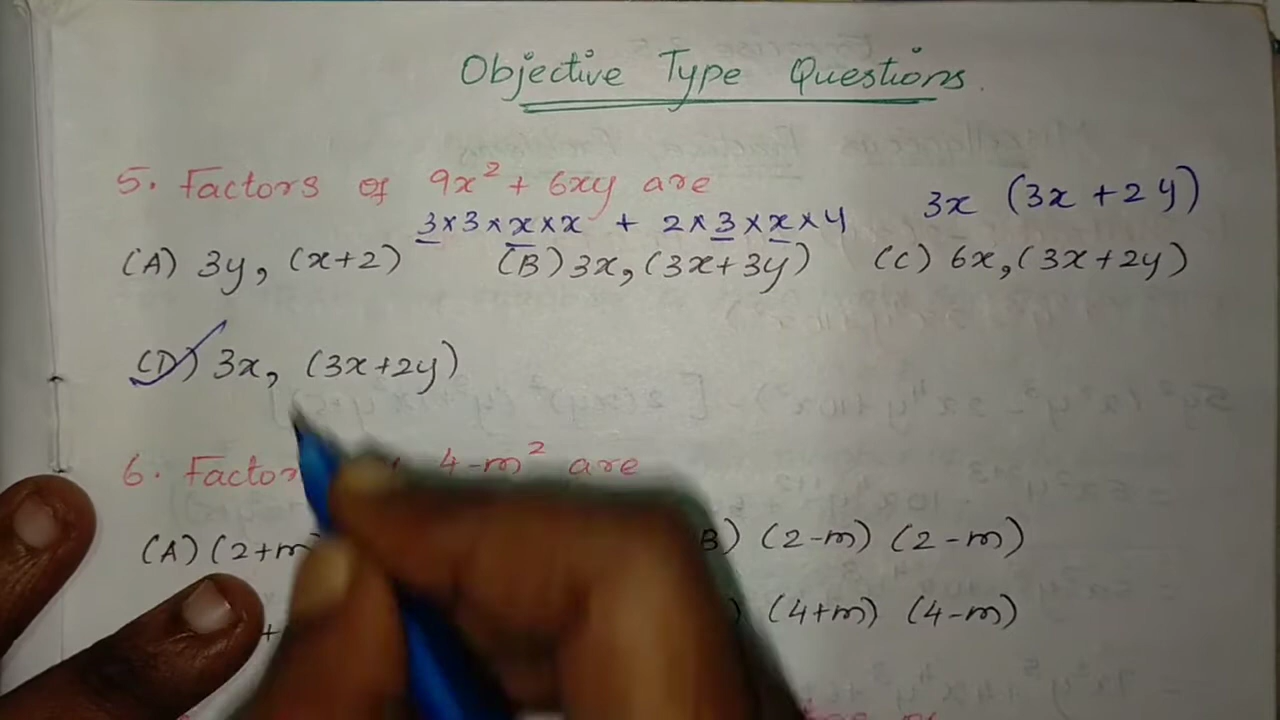 Objective Type Questions.
5. Factors of 9x² + 6xy are
3x (3x + 2y)
3×3×x×x + 2×3×x×y
(A) 3y, (x+2) (B) 3x, (3x+3y) (C) 6x, (3x+2y)
(D) 3x, (3x+2y)
6. Factor 4-m² are
(A) (2+m) B) (2-m) (2-m)
+ ) (4+m) (4-m)